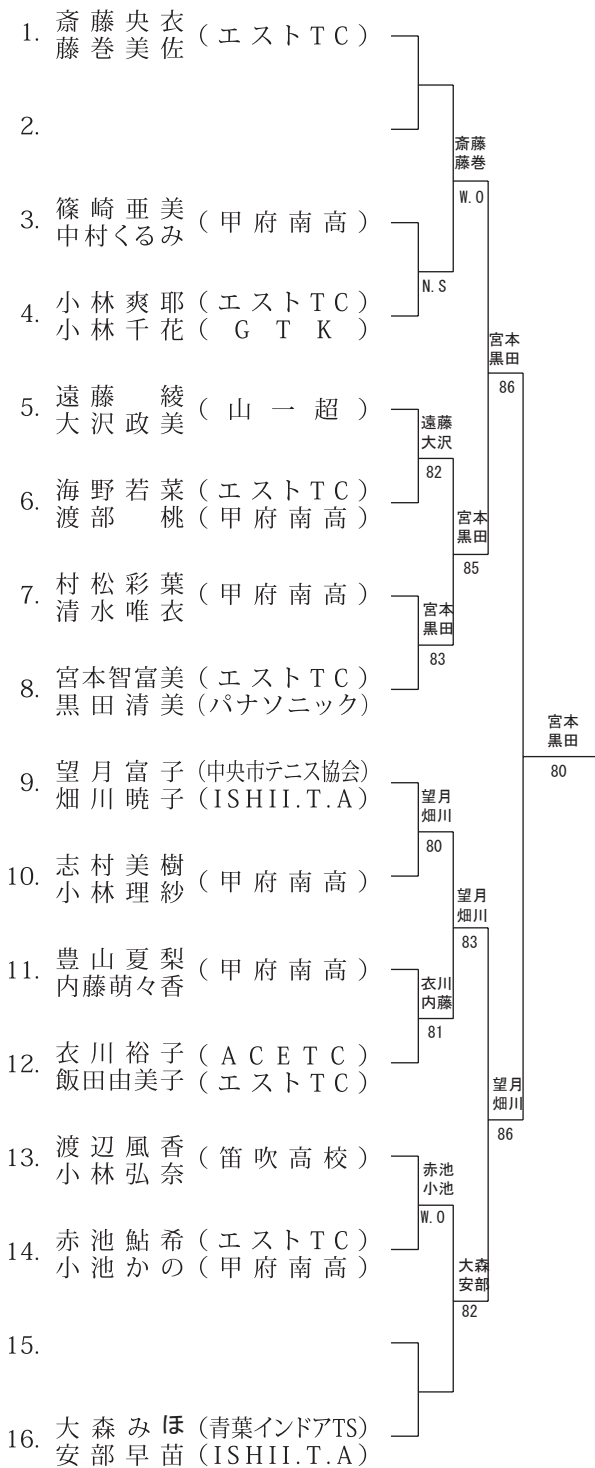 1. 斎藤央衣 (エストTC)
藤巻美佐
斎藤
藤巻
W.O
2.
3. 篠崎亜美 (甲府南高)
中村くるみ
N.S
4. 小林爽耶 (エストTC)
小林千花 (GTK)
宮本
黒田
86
5. 遠藤綾 (山一超)
大沢政美
遠藤
大沢
82
6. 海野若菜 (エストTC)
渡部桃 (甲府南高)
宮本
黒田
85
7. 村松彩葉 (甲府南高)
清水唯衣
宮本
黒田
83
8. 宮本智富美 (エストTC)
黒田清美 (パナソニック)
宮本
黒田
80
9. 望月富子 (中央市テニス協会)
畑川暁子 (ISHII.T.A)
望月
畑川
80
10. 志村美樹 (甲府南高)
小林理紗
望月
畑川
83
11. 豊山夏梨 (甲府南高)
内藤萌々香
衣川
内藤
81
12. 衣川裕子 (ACETC)
飯田由美子 (エストTC)
望月
畑川
86
13. 渡辺風香 (笛吹高校)
小林弘奈
赤池
小池
W.O
14. 赤池鮎希 (エストTC)
小池かの (甲府南高)
大森
安部
82
15.
16. 大森みほ (青葉インドアTS)
安部早苗 (ISHII.T.A)